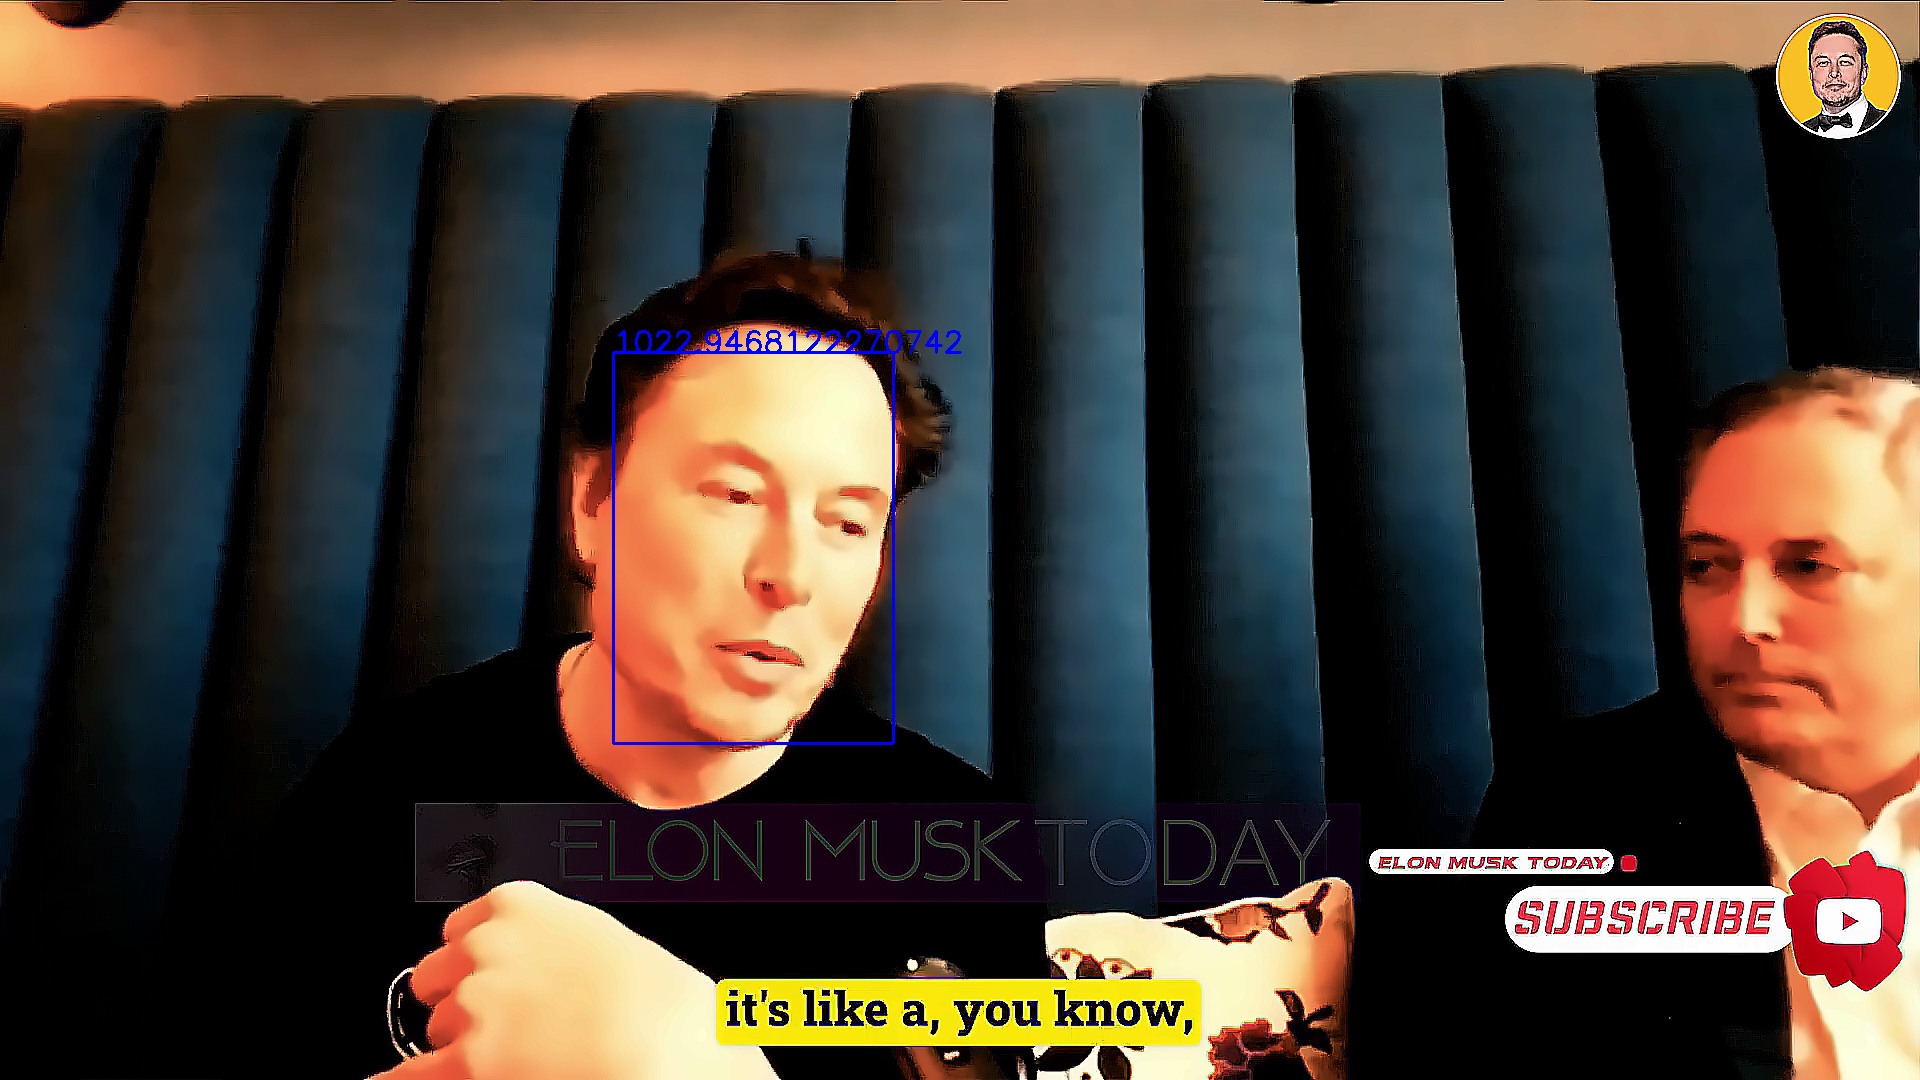 1022.9468122270742
ELON MUSK TODAY
ELON MUSK TODAY
SUBSCRIBE
it's like a, you know,